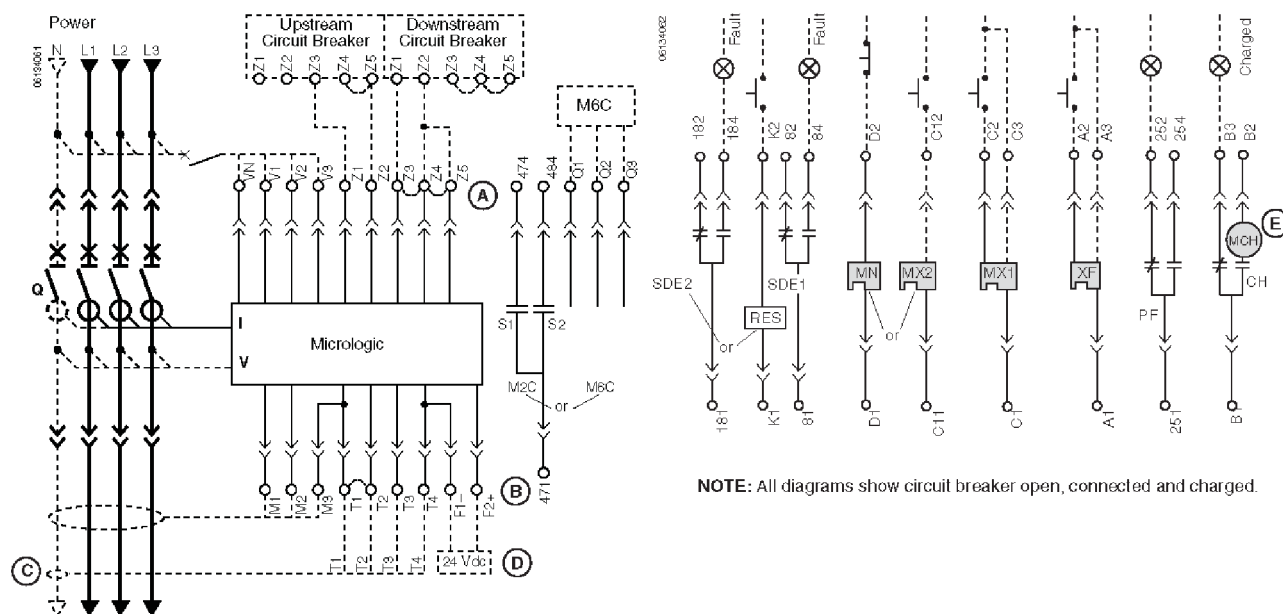 Power
Upstream
Circuit Breaker
Downstream
Circuit Breaker
06134061
N L1 L2 L3
Z1 Z2 Z3 Z4 Z5 Z1 Z2 Z3 Z4 Z5
M6C
VN V1 V2 V3 Z1 Z2 Z3 Z4 Z5
A
474 484 Q1 Q2 Q3
Q
I
V
Micrologic
S1 S2
M2C or M6C
M1 M2 M3 T1 T2 T3 T4 F1– F2+
B
471
C
T1 T2 T3 T4
24 Vdc
D
06134062
Fault Fault Charged
182 184 K2 82 84 D2 C12 C2 C3 A2 A3 252 254 B3 B2
E
MCH
MN MX2 MX1 XF
CH
SDE2 SDE1
RES
PF
or or
181 K1 81 D1 C11 C1 A1 251 B1
NOTE: All diagrams show circuit breaker open, connected and charged.